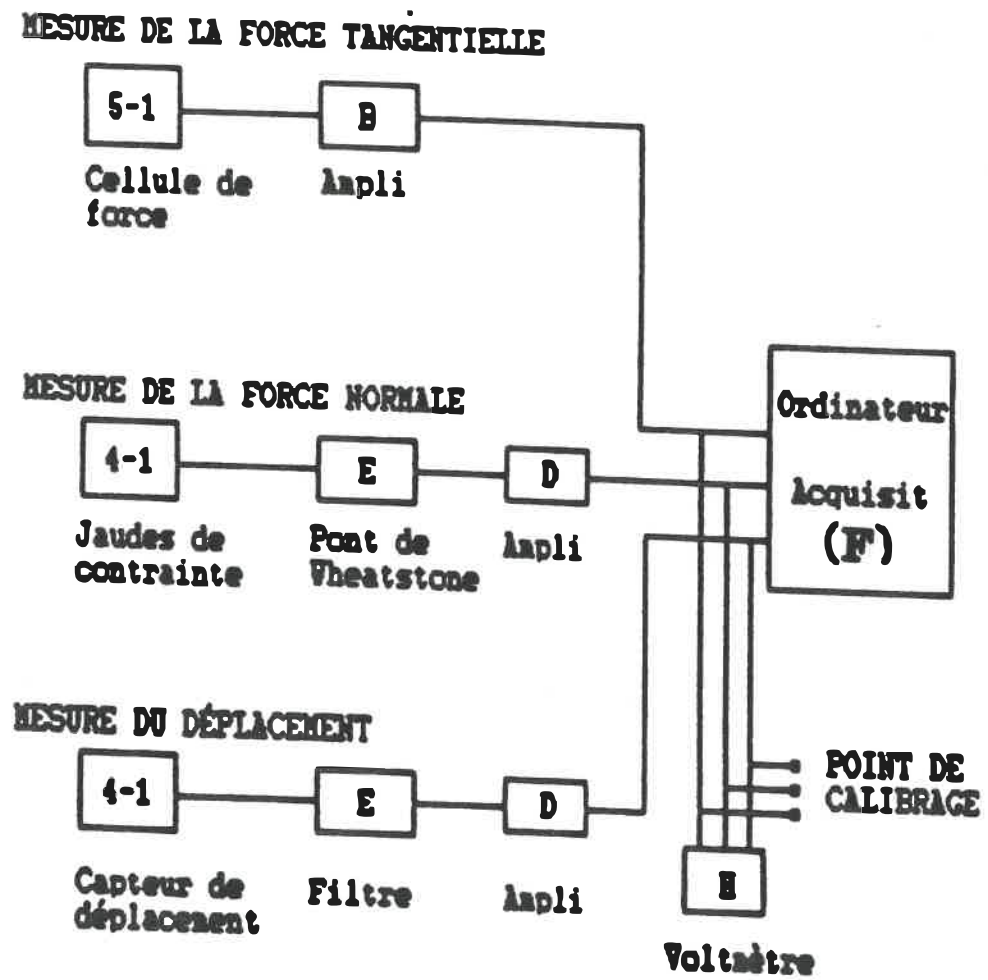 MESURE DE LA FORCE TANGENTIELLE
5-1
B
Cellule de
force
Ampli
MESURE DE LA FORCE NORMALE
4-1
E
D
Jaudes de
contrainte
Pont de
Wheatstone
Ampli
Ordinateur
Acquisit
(F)
MESURE DU DÉPLACEMENT
4-1
E
D
Capteur de
déplacement
Filtre
Ampli
POINT DE
CALIBRAGE
H
Voltmètre